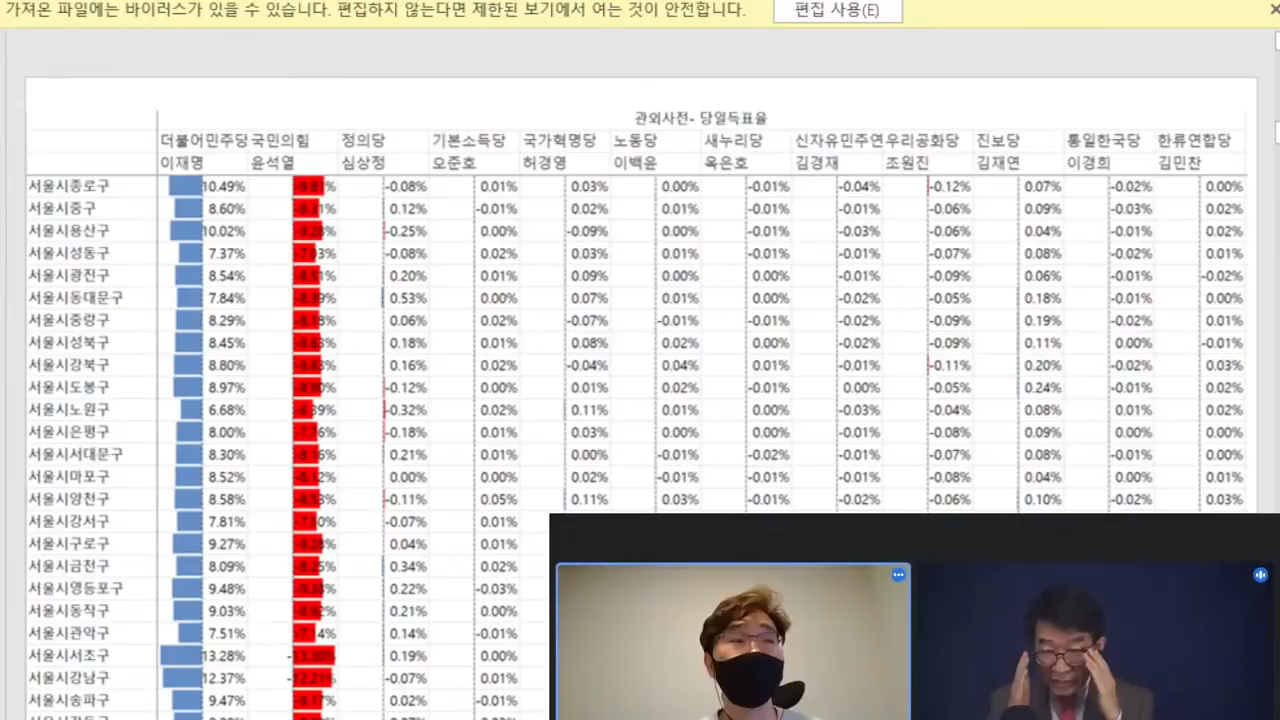 가져온 파일에는 바이러스가 있을 수 있습니다. 편집하지 않는다면 제한된 보기에서 여는 것이 안전합니다. 편집 사용(E)
관외사전- 당일득표율
더불어민주당 국민의힘 정의당 기본소득당 국가혁명당 노동당 새누리당 신자유민주연 우리공화당 진보당 통일한국당 한류연합당
이재명 윤석열 심상정 오준호 허경영 이백윤 옥은호 김경재 조원진 김재연 이경희 김민찬
서울시종로구 10.49% -0.08% 0.01% 0.03% 0.00% -0.01% -0.04% -0.12% 0.07% -0.02% 0.00%
서울시중구 8.60% 0.12% -0.01% 0.02% 0.01% -0.01% -0.01% -0.06% 0.09% -0.03% 0.02%
서울시용산구 10.02% -0.25% 0.00% -0.09% 0.00% -0.01% -0.03% -0.06% 0.04% -0.01% 0.02%
서울시성동구 7.37% -0.08% 0.02% 0.03% 0.01% -0.01% -0.01% -0.07% 0.08% -0.02% 0.01%
서울시광진구 8.54% 0.20% 0.01% 0.09% 0.00% 0.00% -0.01% -0.09% 0.06% -0.01% -0.02%
서울시동대문구 7.84% 0.53% 0.00% 0.07% 0.01% 0.00% -0.02% -0.05% 0.18% -0.01% 0.00%
서울시중랑구 8.29% 0.06% 0.02% -0.07% -0.01% -0.01% -0.02% -0.09% 0.19% -0.02% 0.01%
서울시성북구 8.45% 0.18% 0.01% 0.08% 0.02% 0.00% -0.02% -0.09% 0.11% 0.00% -0.01%
서울시강북구 8.80% 0.16% 0.02% -0.04% 0.04% 0.01% -0.01% -0.11% 0.20% -0.02% 0.03%
서울시도봉구 8.97% -0.12% 0.00% 0.01% 0.02% -0.01% 0.00% -0.05% 0.24% -0.01% 0.02%
서울시노원구 6.68% -0.32% 0.02% 0.11% 0.01% 0.00% -0.03% -0.04% 0.08% 0.01% 0.02%
서울시은평구 8.00% -0.18% 0.01% 0.03% 0.00% 0.00% -0.01% -0.08% 0.09% 0.00% 0.00%
서울시서대문구 8.30% 0.21% 0.01% 0.00% -0.01% -0.02% -0.01% -0.07% 0.08% -0.01% 0.00%
서울시마포구 8.52% 0.00% 0.00% 0.02% -0.01% -0.01% -0.01% -0.08% 0.04% 0.00% 0.01%
서울시양천구 8.58% -0.11% 0.05% 0.11% 0.03% -0.01% -0.02% -0.06% 0.10% -0.02% 0.03%
서울시강서구 7.81% -0.07% 0.01%
서울시구로구 9.27% 0.04% 0.01%
서울시금천구 8.09% 0.34% 0.02%
서울시영등포구 9.48% 0.22% -0.03%
서울시동작구 9.03% 0.21% 0.01%
서울시관악구 7.51% 0.14% -0.01%
서울시서초구 13.28% -13.30% 0.19% 0.00%
서울시강남구 12.37% -12.21% -0.07% 0.01%
서울시송파구 9.47% 0.02% -0.01%